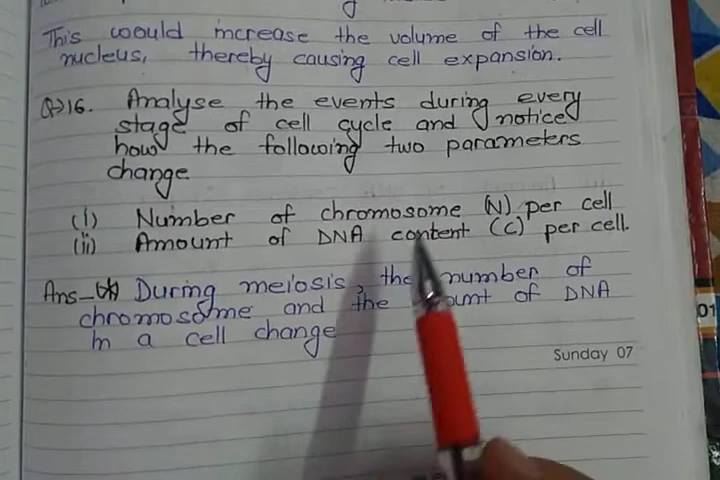 This would increase the volume of the cell
nucleus, thereby causing cell expansion.
Q→16. Analyse the events during every
stage of cell cycle and notice
how the following two parameters
change
(i) Number of chromosome (N) per cell
(ii) Amount of DNA content (C) per cell.
Ans- During meiosis, the number of
chromosome and the of DNA
in a cell change
Sunday 07
01